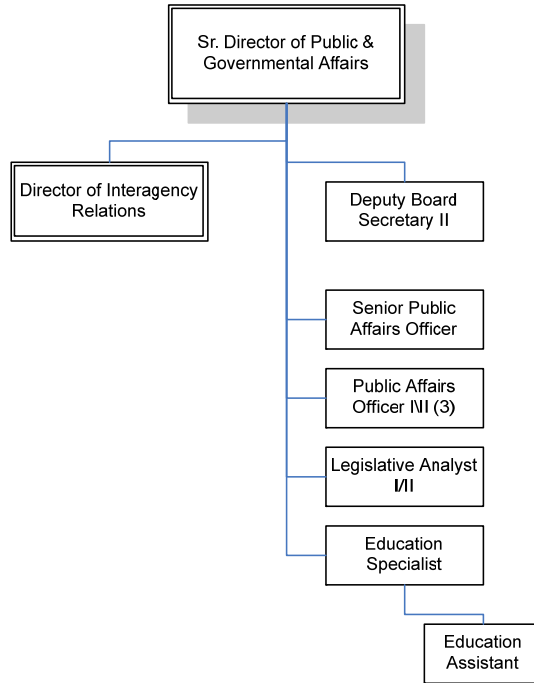 Sr. Director of Public &
Governmental Affairs
Director of Interagency
Relations
Deputy Board
Secretary II
Senior Public
Affairs Officer
Public Affairs
Officer I\II (3)
Legislative Analyst
I/II
Education
Specialist
Education
Assistant